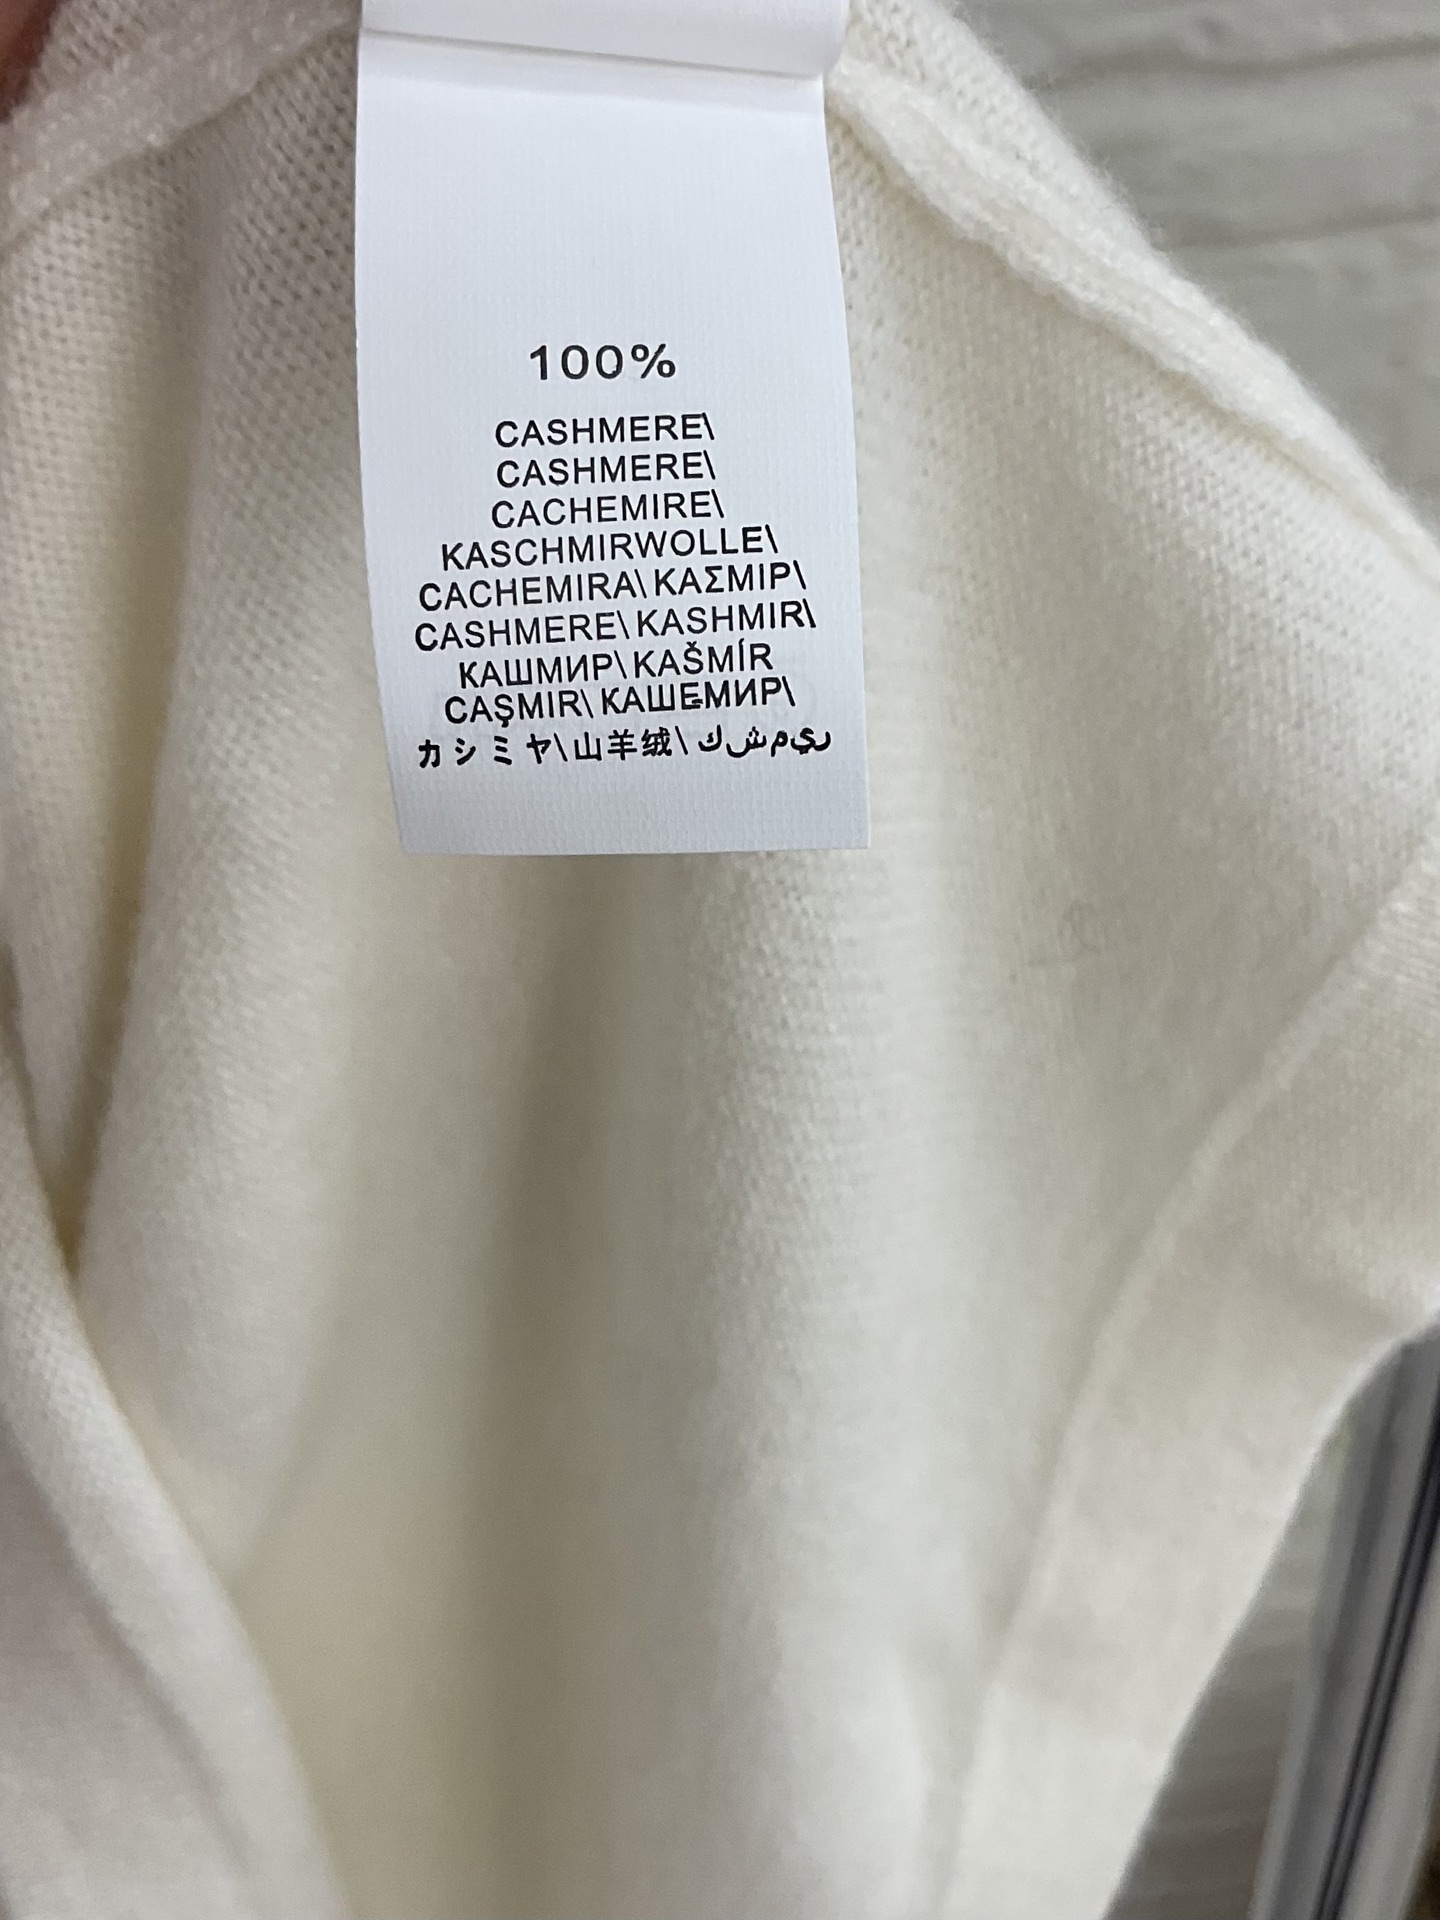 100%
CASHMERE\
CASHMERE\
CACHEMIRE\
KASCHMIRWOLLE\
CACHEMIRA\ ΚΑΣΜΙΡ\
CASHMERE\ KASHMIR\
КАШМИР\ KAŠMÍR
CAŞMIR\ КАШЕМИР\
カシミヤ\山羊绒\ك ش م ي ر